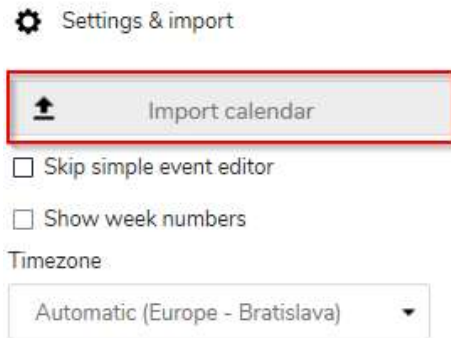 Settings & import
Import calendar
Skip simple event editor
Show week numbers
Timezone
Automatic (Europe - Bratislava)